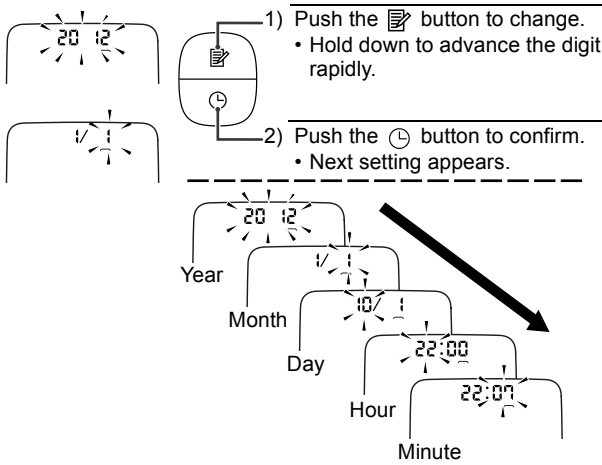 20 12
1/ 1
1) Push the button to change.
• Hold down to advance the digit
rapidly.
2) Push the button to confirm.
• Next setting appears.
20 12
Year
1/ 1
Month
10/ 1
Day
22:00
Hour
22:07
Minute